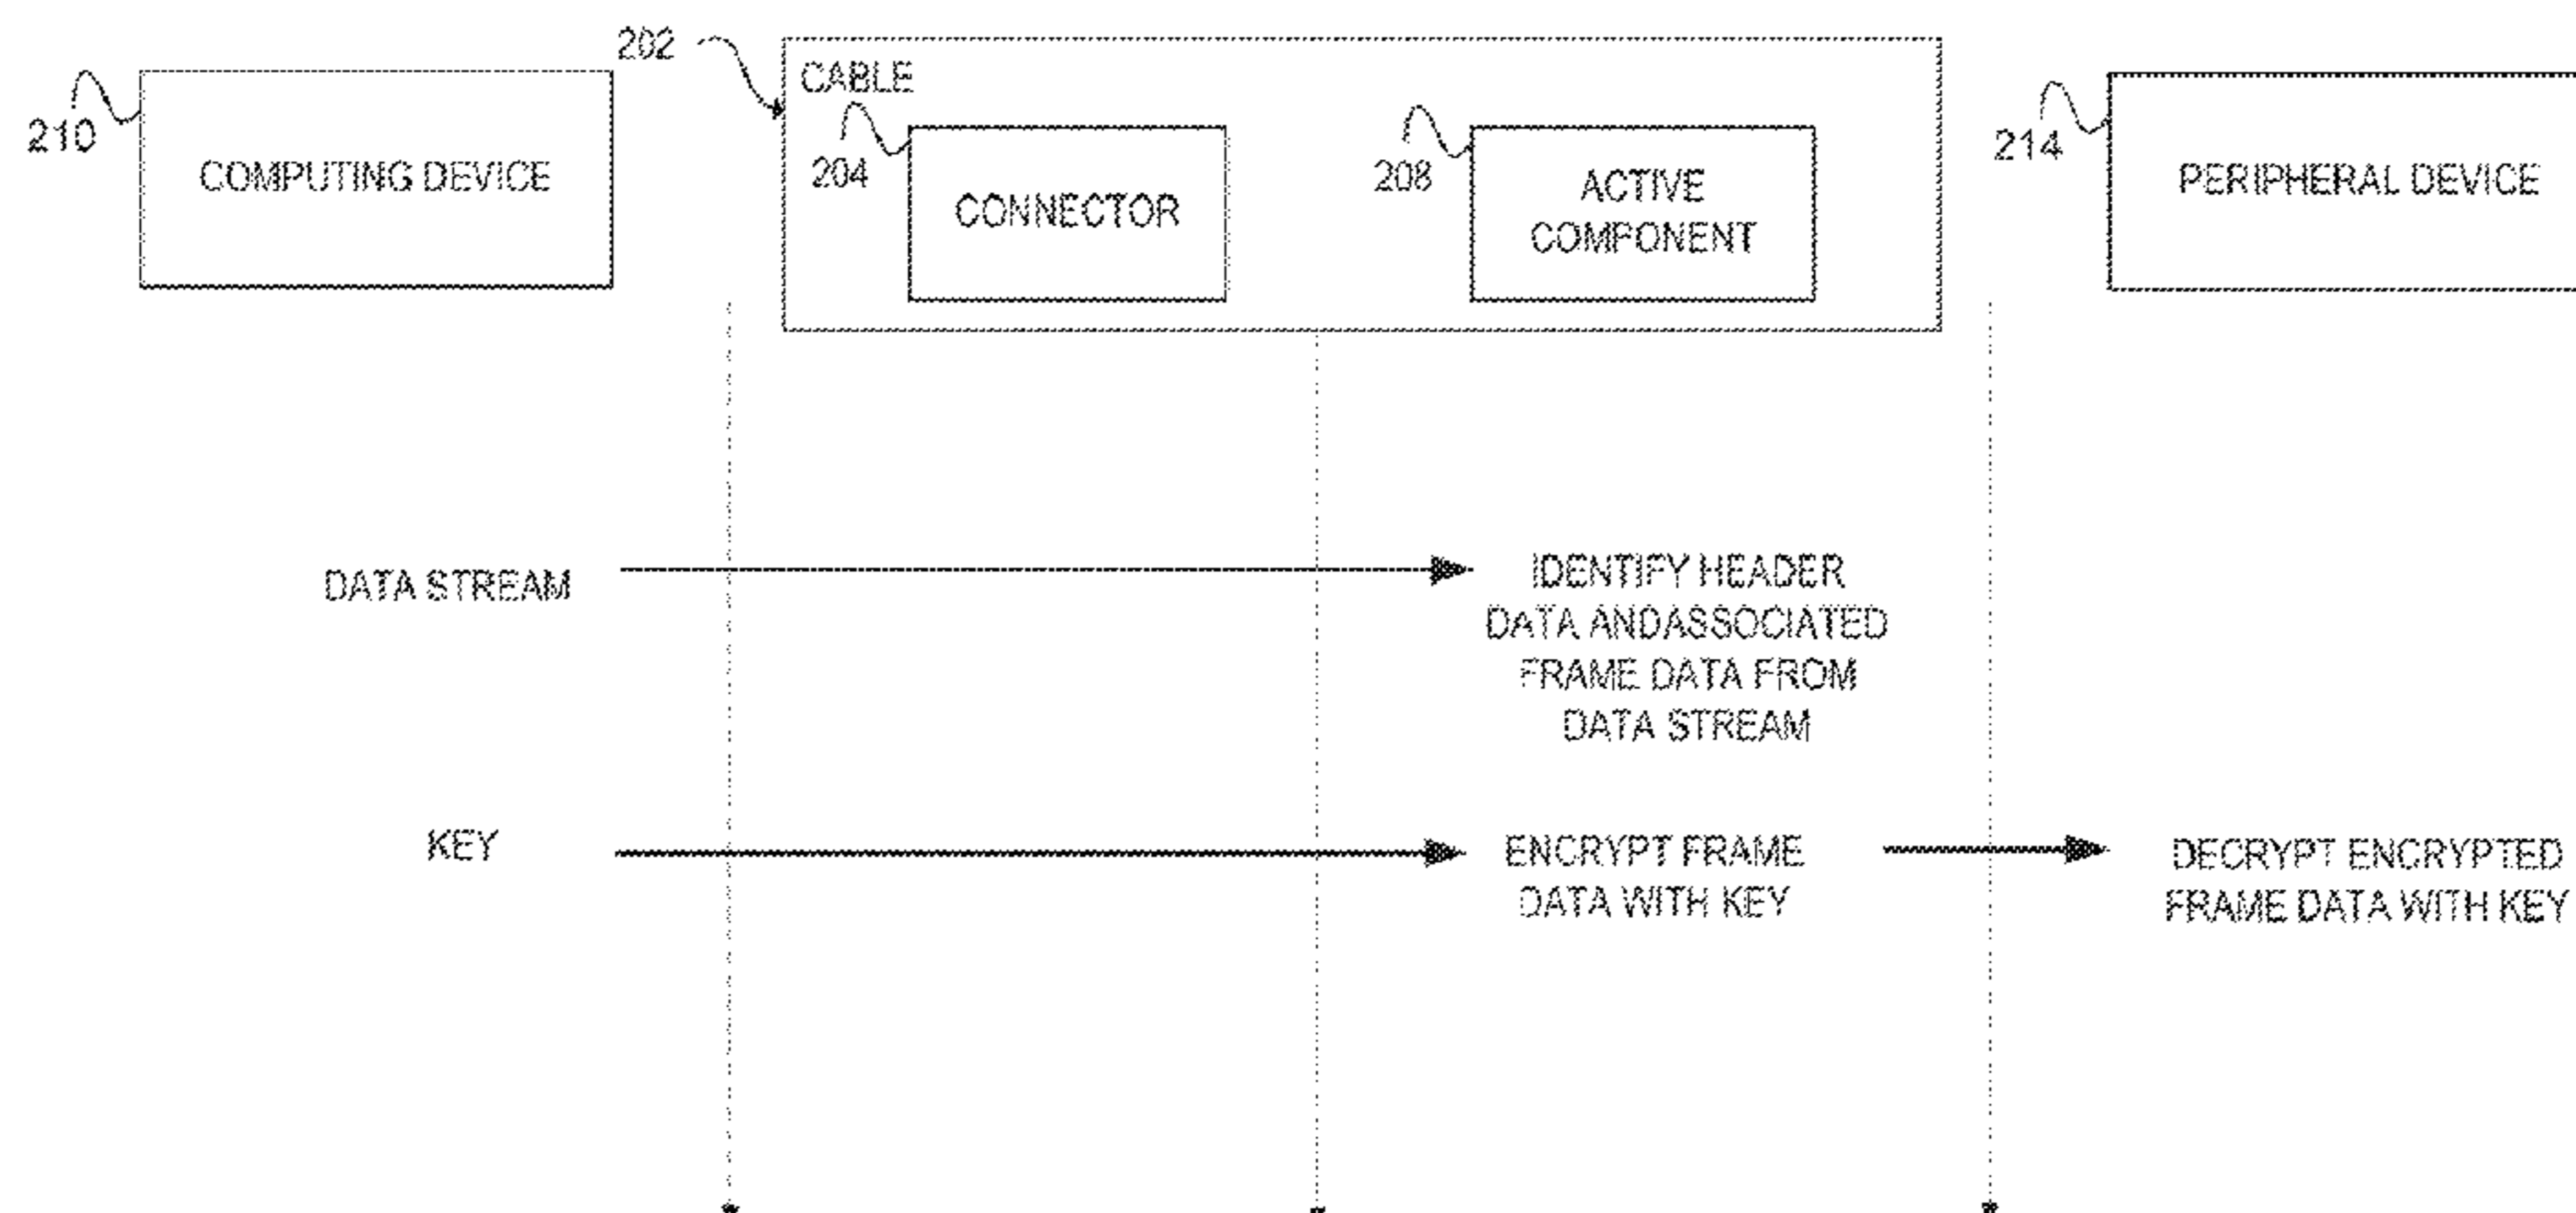 202
CABLE
210
COMPUTING DEVICE
204
CONNECTOR
208
ACTIVE
COMPONENT
214
PERIPHERAL DEVICE
DATA STREAM
IDENTIFY HEADER
DATA ANDASSOCIATED
FRAME DATA FROM
DATA STREAM
KEY
ENCRYPT FRAME
DATA WITH KEY
DECRYPT ENCRYPTED
FRAME DATA WITH KEY